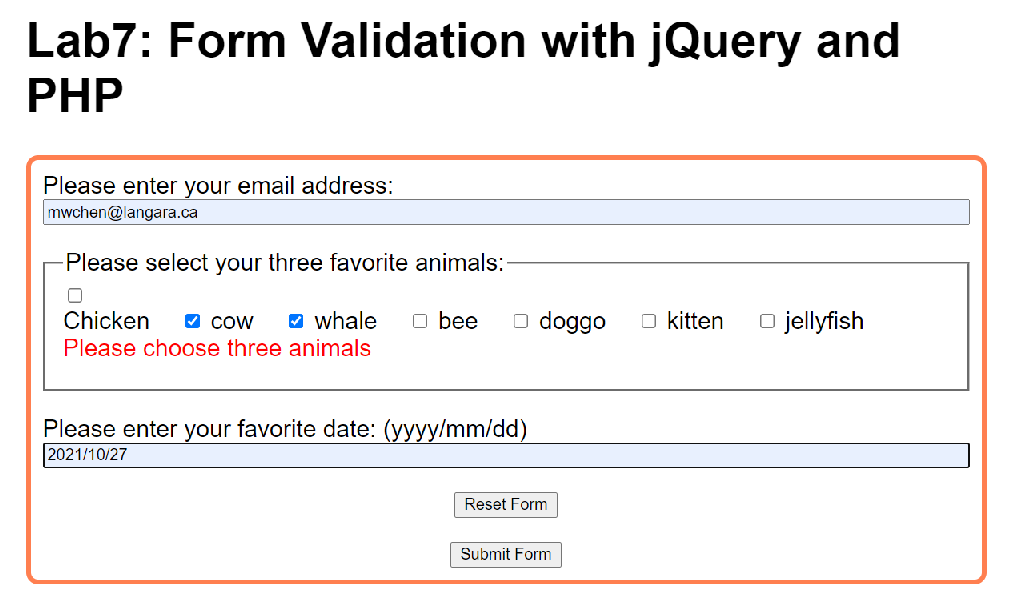 Lab7: Form Validation with jQuery and
PHP
Please enter your email address:
mwchen@langara.ca
Please select your three favorite animals:
Chicken cow whale bee doggo kitten jellyfish
Please choose three animals
Please enter your favorite date: (yyyy/mm/dd)
2021/10/27
Reset Form
Submit Form